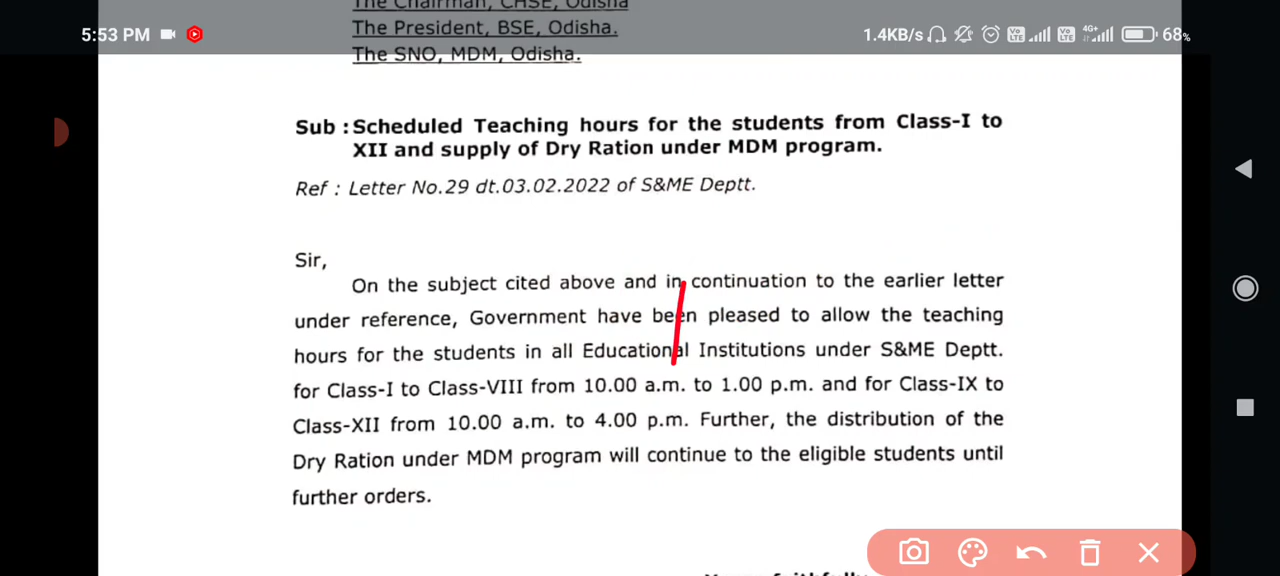 The Chairman, CHSE, Odisha
5:53 PM 1.4KB/s 4G+ 68%
The President, BSE, Odisha.
The SNO, MDM, Odisha.
Sub : Scheduled Teaching hours for the students from Class-I to
XII and supply of Dry Ration under MDM program.
Ref : Letter No.29 dt.03.02.2022 of S&ME Deptt.
Sir,
On the subject cited above and in continuation to the earlier letter
under reference, Government have been pleased to allow the teaching
hours for the students in all Educational Institutions under S&ME Deptt.
for Class-I to Class-VIII from 10.00 a.m. to 1.00 p.m. and for Class-IX to
Class-XII from 10.00 a.m. to 4.00 p.m. Further, the distribution of the
Dry Ration under MDM program will continue to the eligible students until
further orders.